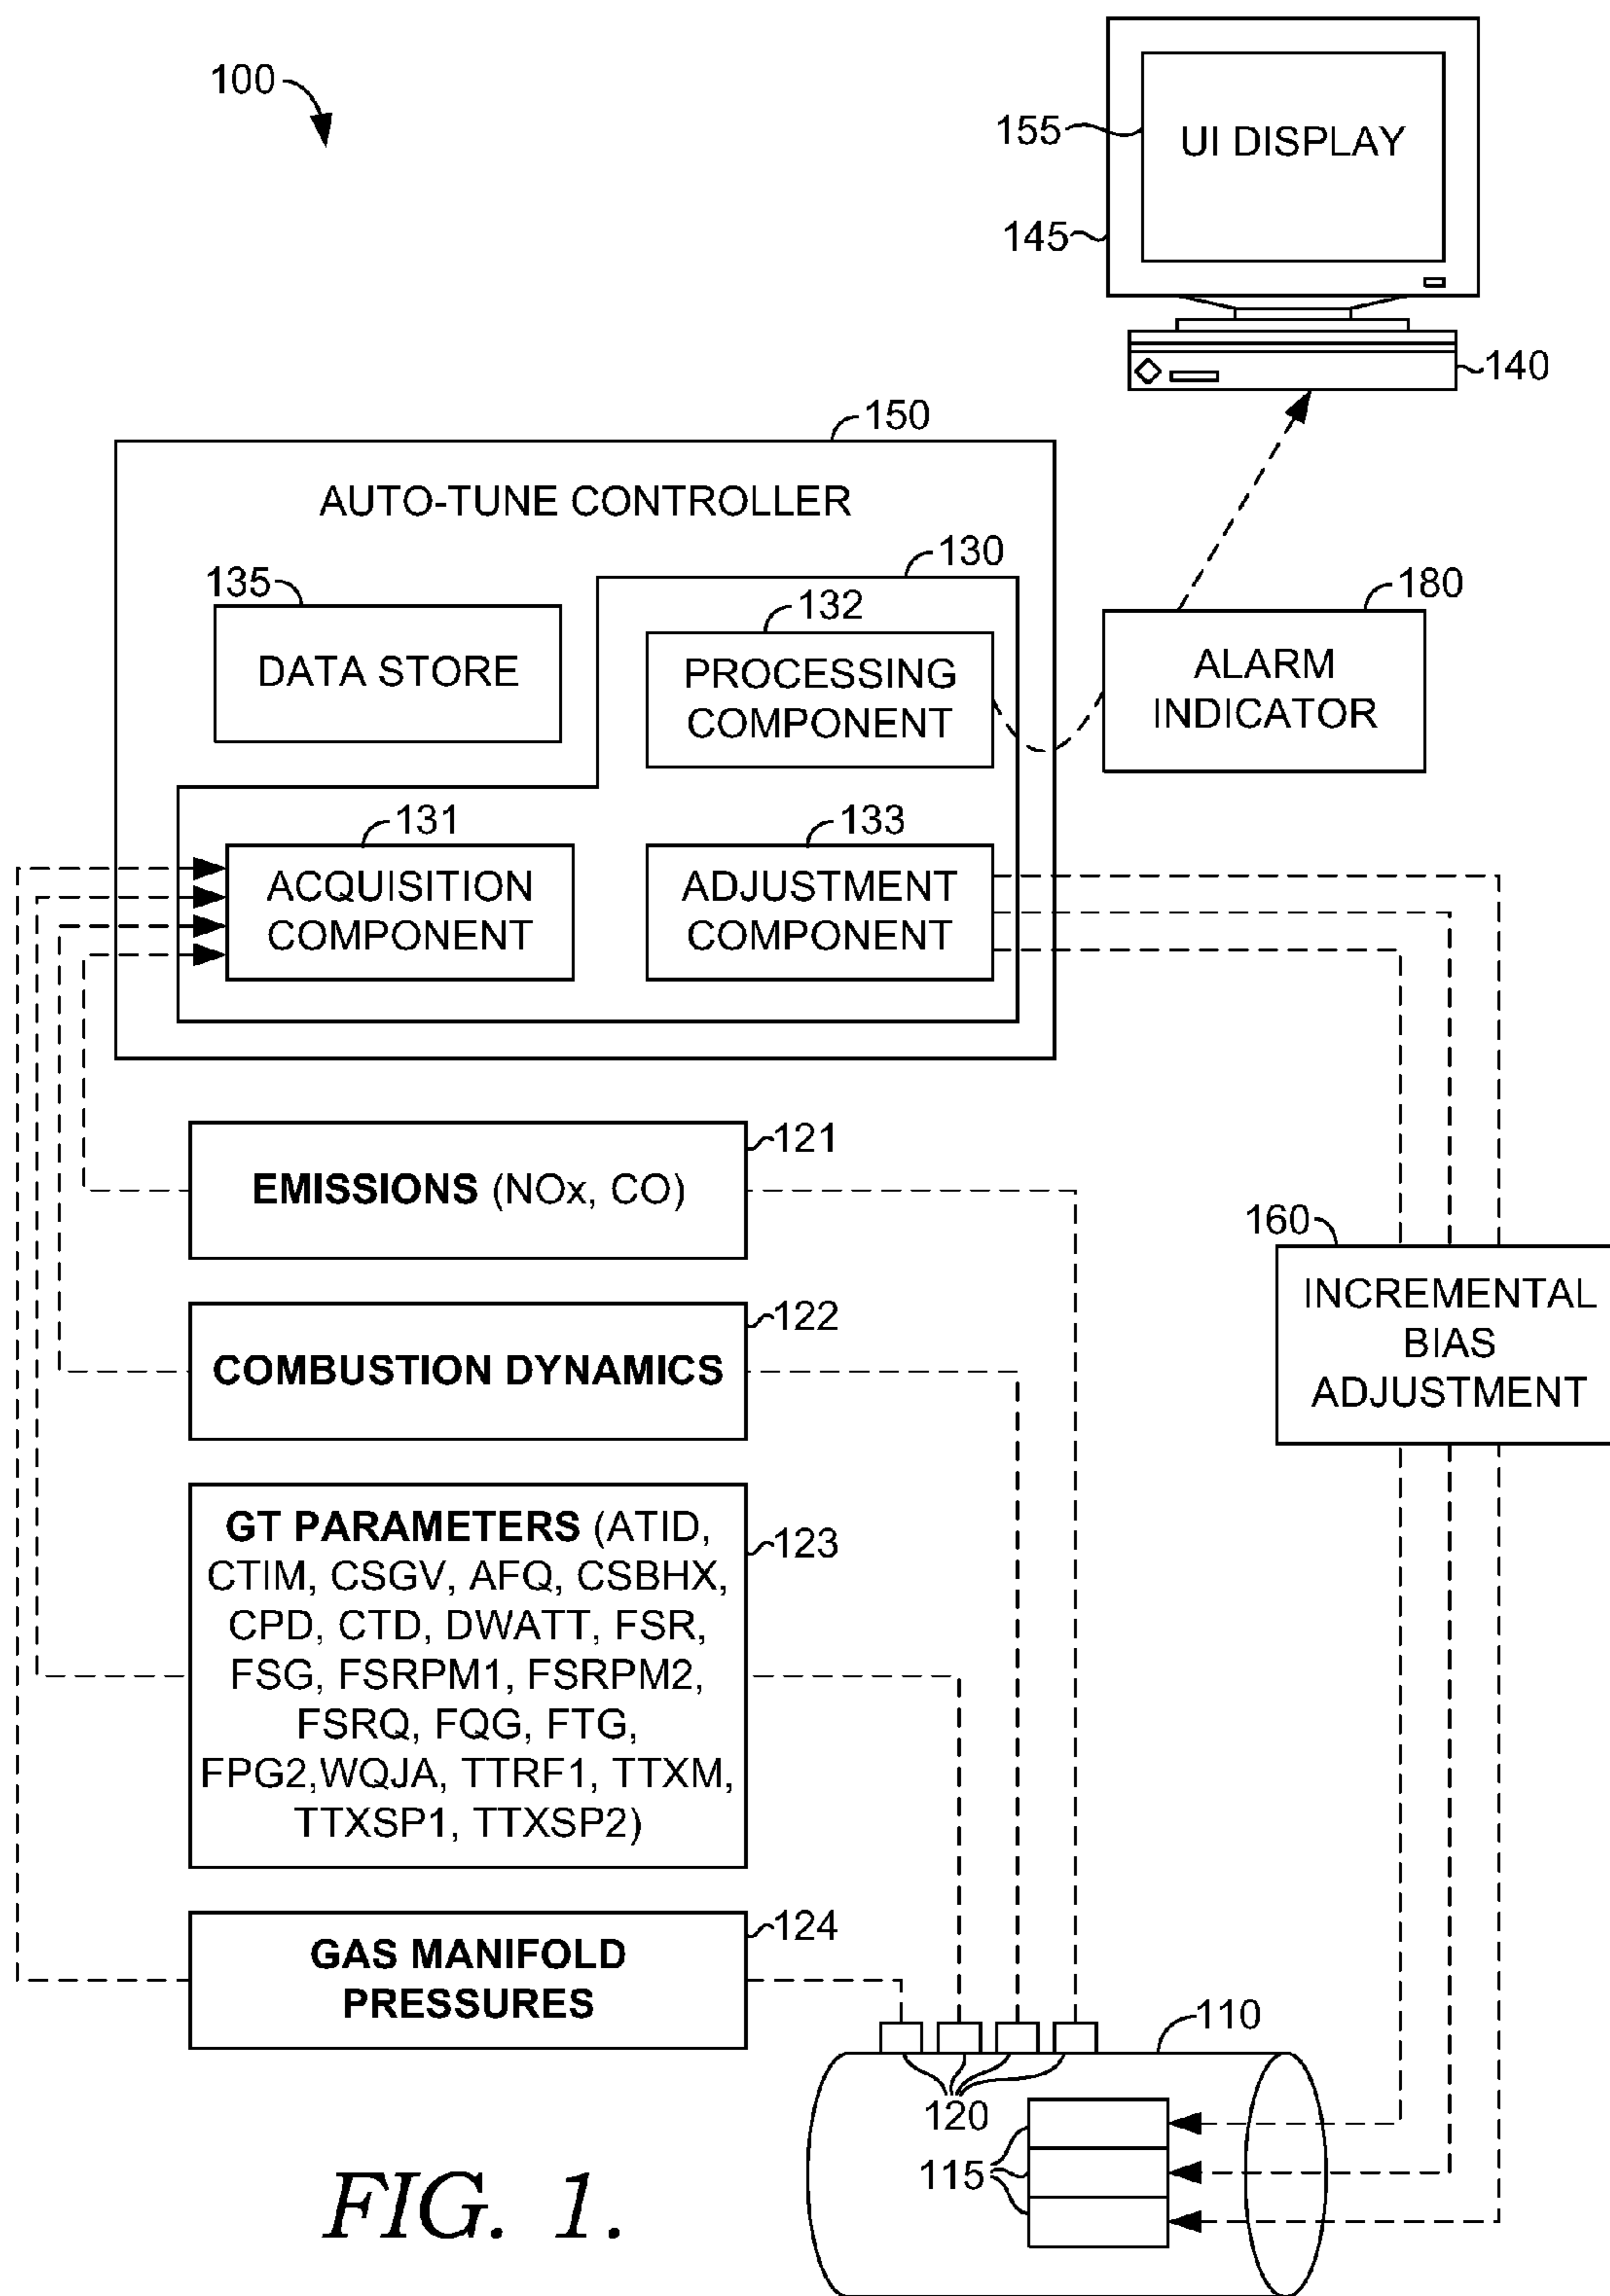 100
155
UI DISPLAY
145
140
150
AUTO-TUNE CONTROLLER
130
135
DATA STORE
132
PROCESSING
COMPONENT
180
ALARM
INDICATOR
131
ACQUISITION
COMPONENT
133
ADJUSTMENT
COMPONENT
121
EMISSIONS (NOx, CO)
122
COMBUSTION DYNAMICS
160
INCREMENTAL
BIAS
ADJUSTMENT
123
GT PARAMETERS (ATID,
CTIM, CSGV, AFQ, CSBHX,
CPD, CTD, DWATT, FSR,
FSG, FSRPM1, FSRPM2,
FSRQ, FQG, FTG,
FPG2,WQJA, TTRF1, TTXM,
TTXSP1, TTXSP2)
124
GAS MANIFOLD
PRESSURES
110
120
115
FIG. 1.